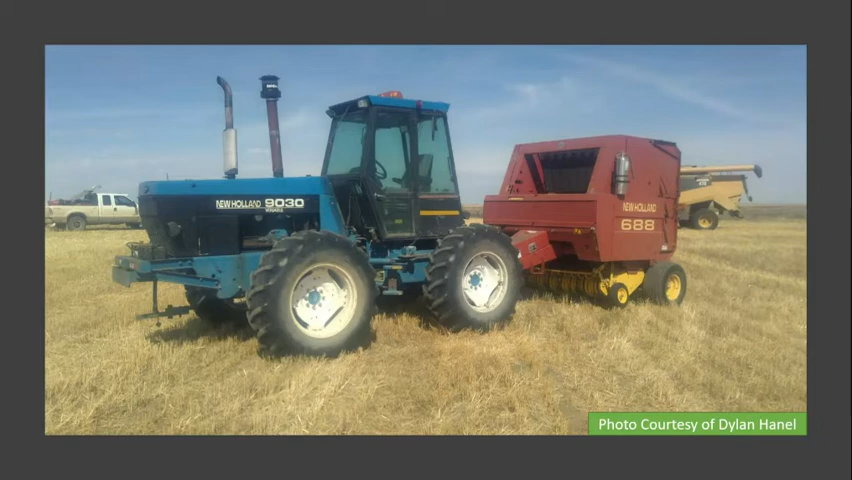 NEW HOLLAND 9030
NEW HOLLAND
688
Photo Courtesy of Dylan Hanel